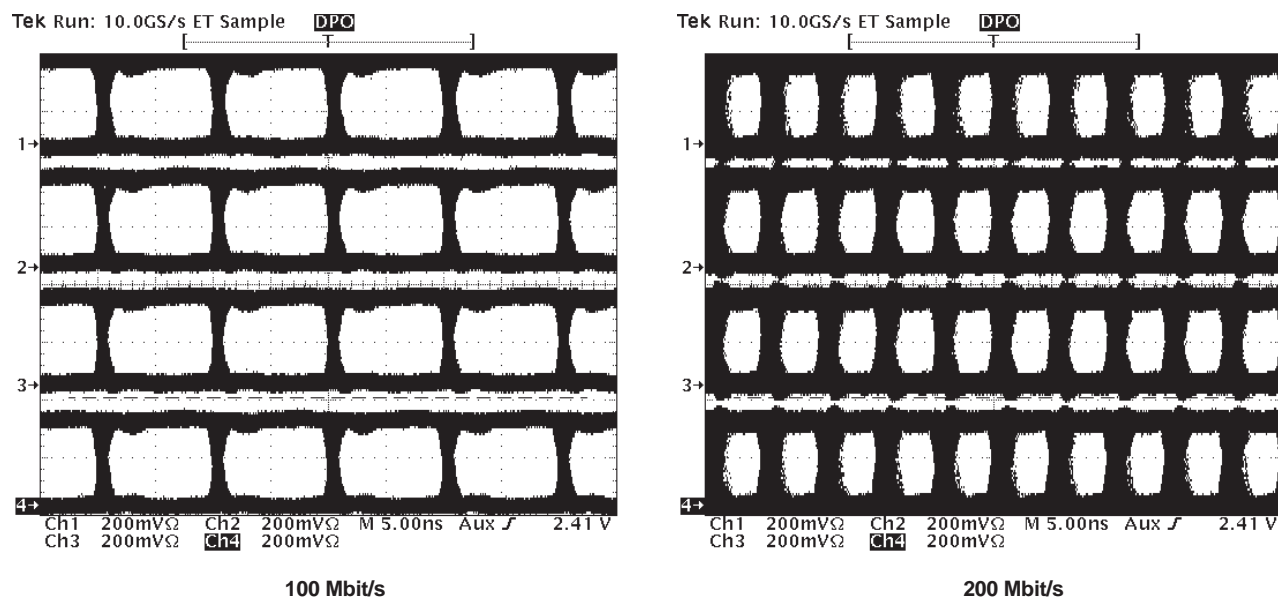 Tek Run: 10.0GS/s ET Sample DPO
[ T ]
1→
2→
3→
4→
Ch1 200mVΩ Ch2 200mVΩ M 5.00ns Aux ʃ 2.41 V
Ch3 200mVΩ Ch4 200mVΩ
100 Mbit/s
Tek Run: 10.0GS/s ET Sample DPO
[ T ]
1→
2→
3→
4→
Ch1 200mVΩ Ch2 200mVΩ M 5.00ns Aux ʃ 2.41 V
Ch3 200mVΩ Ch4 200mVΩ
200 Mbit/s